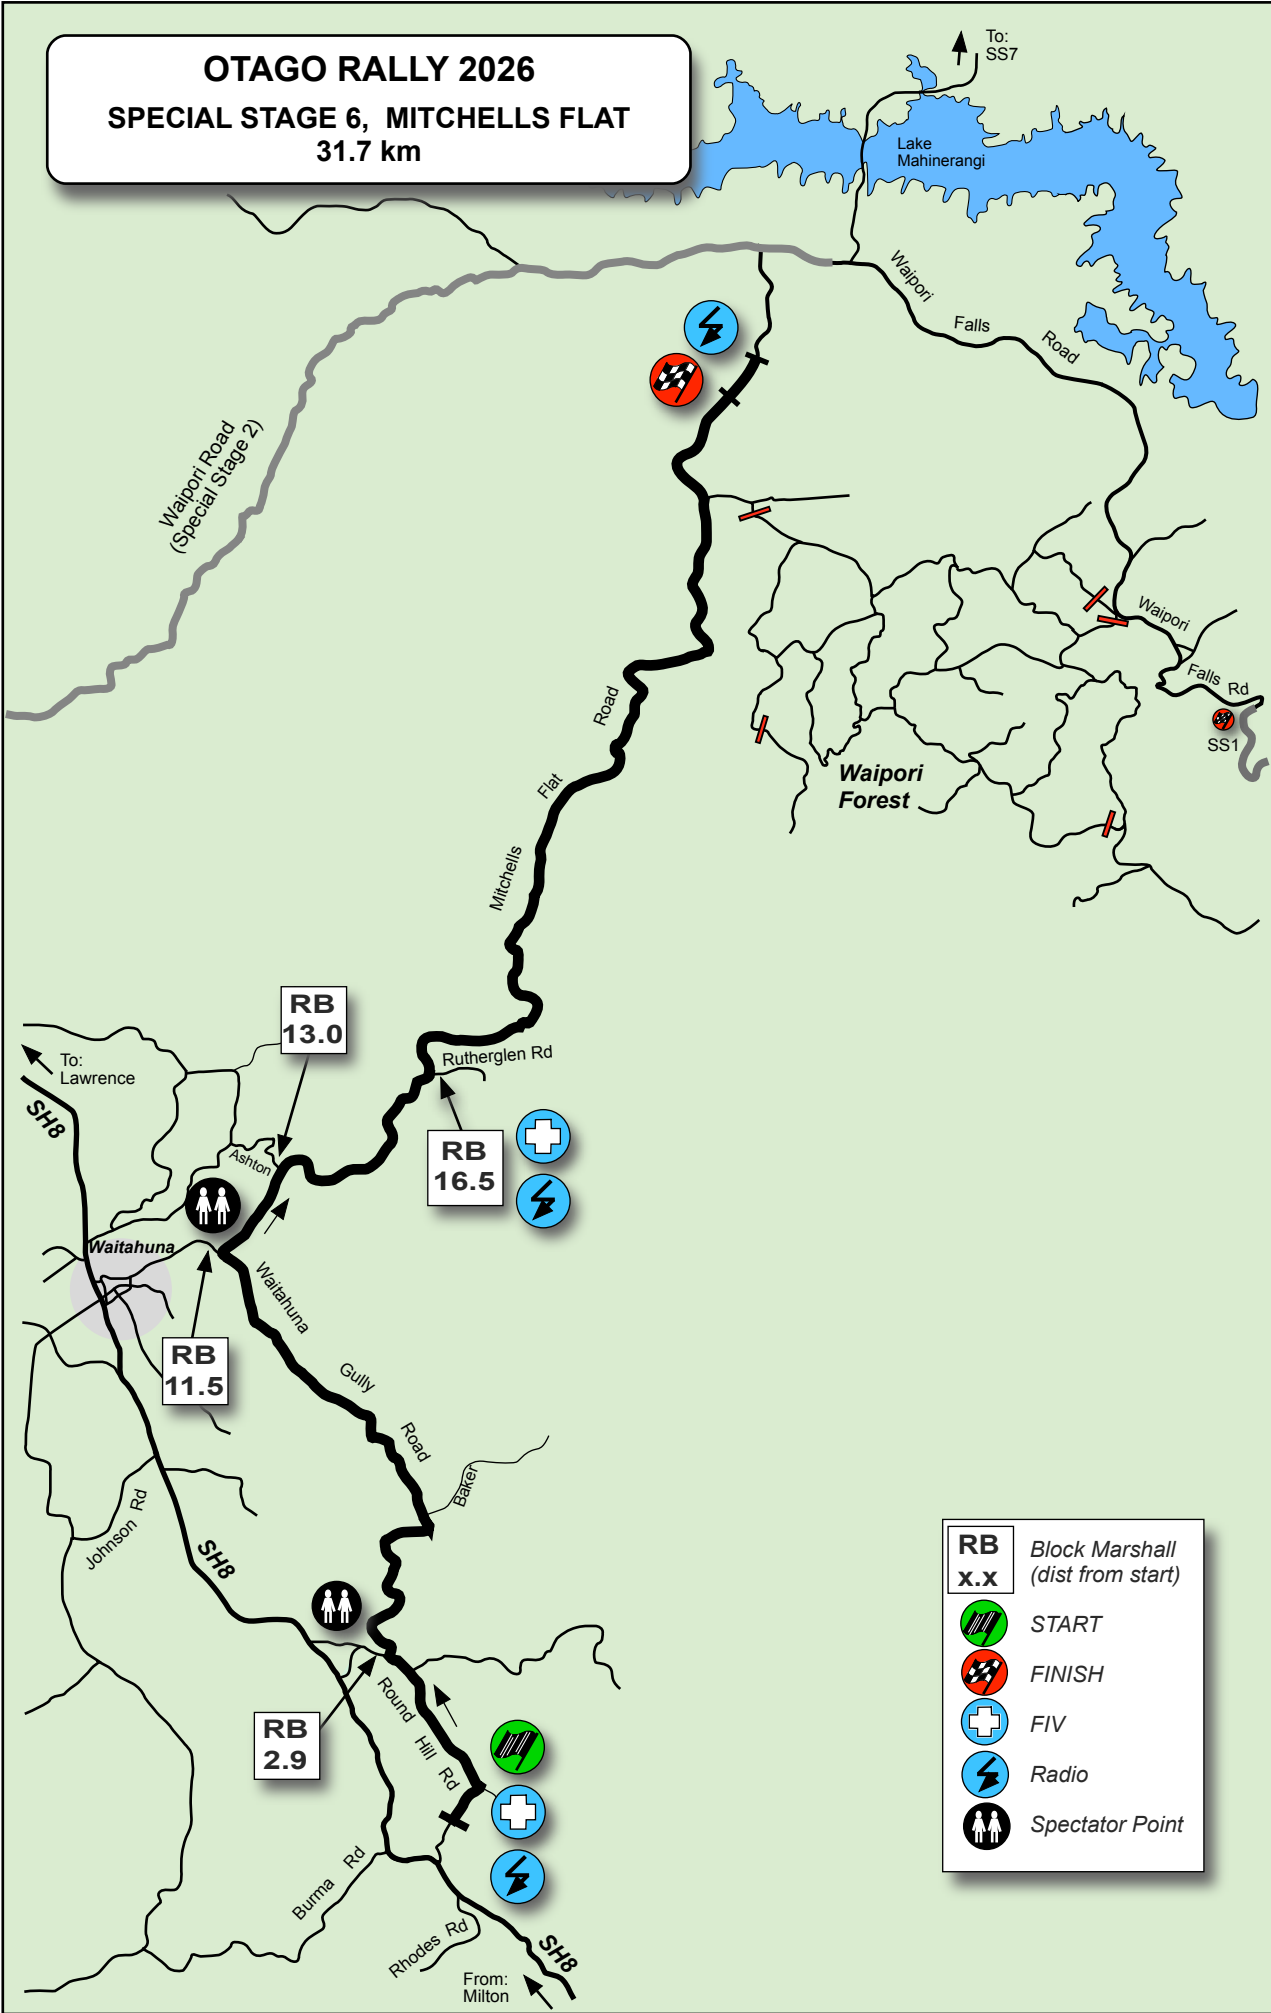 OTAGO RALLY 2026
SPECIAL STAGE 6, MITCHELLS FLAT
31.7 km
To:
SS7
Lake
Mahinerangi
Waipori
Falls
Road
Waipori Road
(Special Stage 2)
Waipori
Falls Rd
SS1
Waipori
Forest
Road
Flat
Mitchells
RB
13.0
To:
Lawrence
SH8
Rutherglen Rd
RB
16.5
Ashton
Waitahuna
Waitahuna
Gully
Road
RB
11.5
Baker
Johnson Rd
SH8
RB
2.9
Round
Hill
Rd
Burma Rd
Rhodes Rd
SH8
From:
Milton
RB
x.x
Block Marshall
(dist from start)
START
FINISH
FIV
Radio
Spectator Point